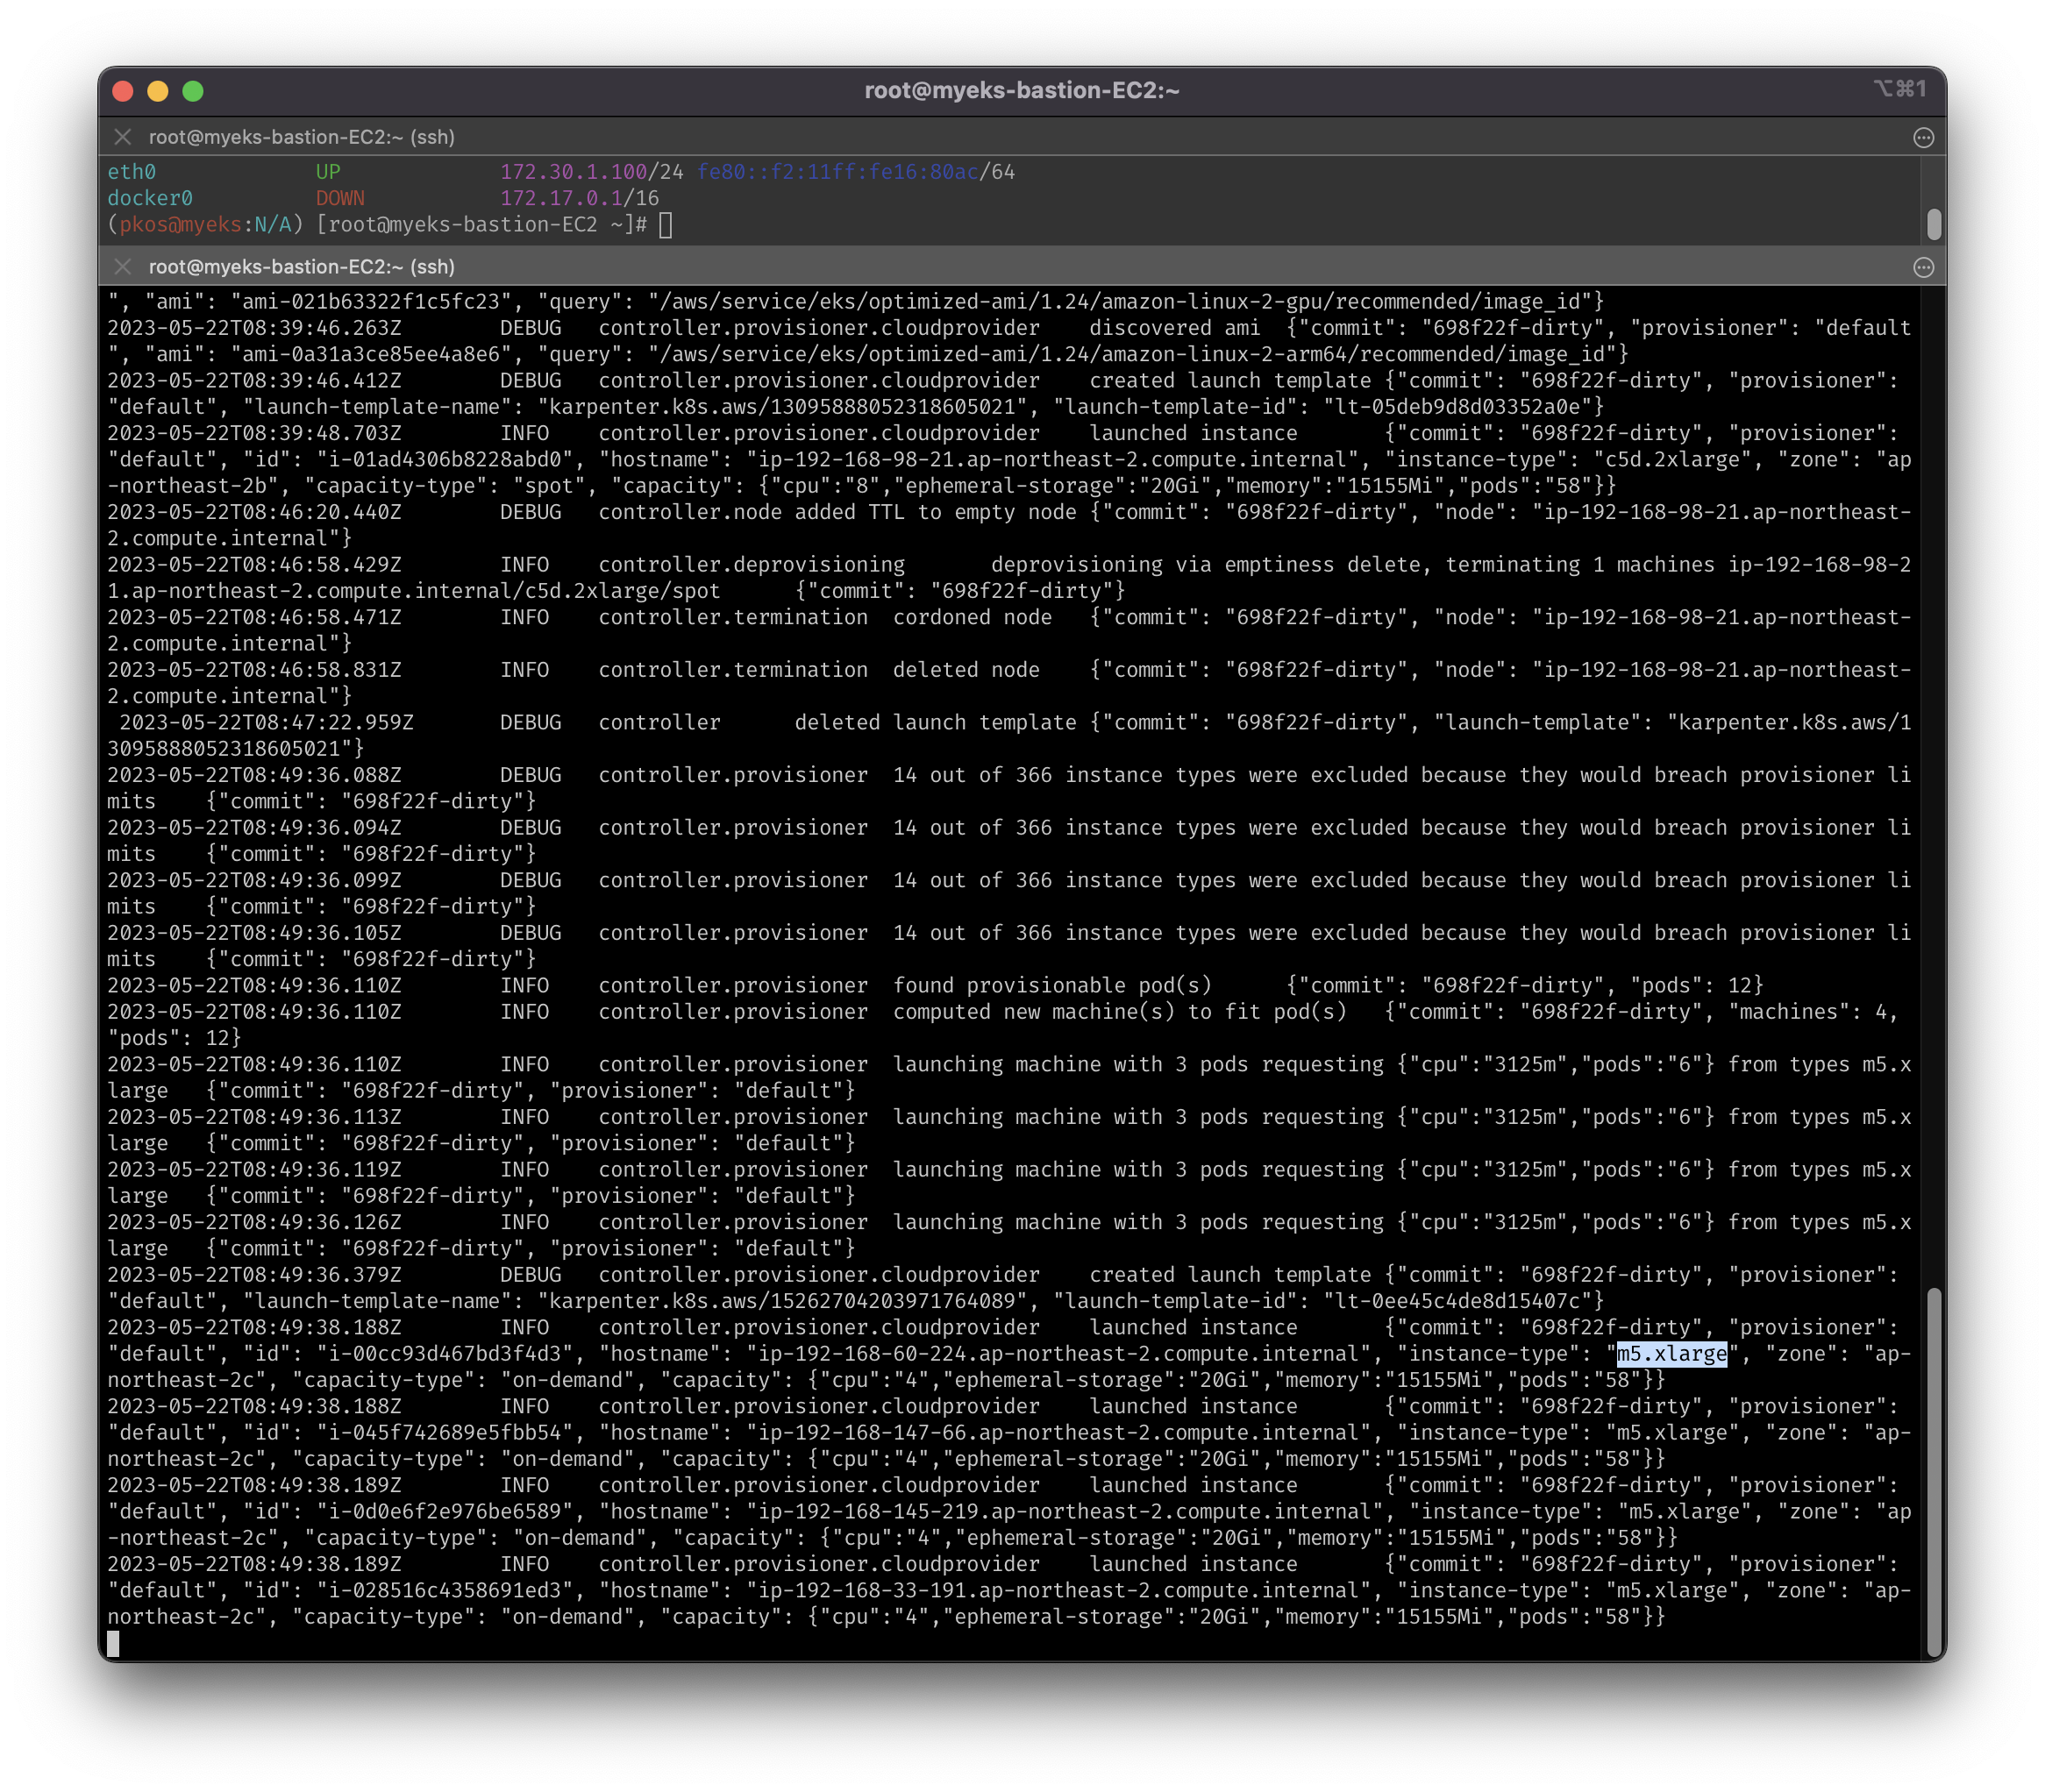 root@myeks-bastion-EC2:~
⌥⌘1
root@myeks-bastion-EC2:~ (ssh)
eth0 UP 172.30.1.100/24 fe80::f2:11ff:fe16:80ac/64
docker0 DOWN 172.17.0.1/16
(pkos@myeks:N/A) [root@myeks-bastion-EC2 ~]#
root@myeks-bastion-EC2:~ (ssh)
", "ami": "ami-021b63322f1c5fc23", "query": "/aws/service/eks/optimized-ami/1.24/amazon-linux-2-gpu/recommended/image_id"}
2023-05-22T08:39:46.263Z DEBUG controller.provisioner.cloudprovider discovered ami {"commit": "698f22f-dirty", "provisioner": "default
", "ami": "ami-0a31a3ce85ee4a8e6", "query": "/aws/service/eks/optimized-ami/1.24/amazon-linux-2-arm64/recommended/image_id"}
2023-05-22T08:39:46.412Z DEBUG controller.provisioner.cloudprovider created launch template {"commit": "698f22f-dirty", "provisioner":
"default", "launch-template-name": "karpenter.k8s.aws/13095888052318605021", "launch-template-id": "lt-05deb9d8d03352a0e"}
2023-05-22T08:39:48.703Z INFO controller.provisioner.cloudprovider launched instance {"commit": "698f22f-dirty", "provisioner":
"default", "id": "i-01ad4306b8228abd0", "hostname": "ip-192-168-98-21.ap-northeast-2.compute.internal", "instance-type": "c5d.2xlarge", "zone": "ap
-northeast-2b", "capacity-type": "spot", "capacity": {"cpu":"8","ephemeral-storage":"20Gi","memory":"15155Mi","pods":"58"}}
2023-05-22T08:46:20.440Z DEBUG controller.node added TTL to empty node {"commit": "698f22f-dirty", "node": "ip-192-168-98-21.ap-northeast-
2.compute.internal"}
2023-05-22T08:46:58.429Z INFO controller.deprovisioning deprovisioning via emptiness delete, terminating 1 machines ip-192-168-98-2
1.ap-northeast-2.compute.internal/c5d.2xlarge/spot {"commit": "698f22f-dirty"}
2023-05-22T08:46:58.471Z INFO controller.termination cordoned node {"commit": "698f22f-dirty", "node": "ip-192-168-98-21.ap-northeast-
2.compute.internal"}
2023-05-22T08:46:58.831Z INFO controller.termination deleted node {"commit": "698f22f-dirty", "node": "ip-192-168-98-21.ap-northeast-
2.compute.internal"}
2023-05-22T08:47:22.959Z DEBUG controller deleted launch template {"commit": "698f22f-dirty", "launch-template": "karpenter.k8s.aws/1
3095888052318605021"}
2023-05-22T08:49:36.088Z DEBUG controller.provisioner 14 out of 366 instance types were excluded because they would breach provisioner li
mits {"commit": "698f22f-dirty"}
2023-05-22T08:49:36.094Z DEBUG controller.provisioner 14 out of 366 instance types were excluded because they would breach provisioner li
mits {"commit": "698f22f-dirty"}
2023-05-22T08:49:36.099Z DEBUG controller.provisioner 14 out of 366 instance types were excluded because they would breach provisioner li
mits {"commit": "698f22f-dirty"}
2023-05-22T08:49:36.105Z DEBUG controller.provisioner 14 out of 366 instance types were excluded because they would breach provisioner li
mits {"commit": "698f22f-dirty"}
2023-05-22T08:49:36.110Z INFO controller.provisioner found provisionable pod(s) {"commit": "698f22f-dirty", "pods": 12}
2023-05-22T08:49:36.110Z INFO controller.provisioner computed new machine(s) to fit pod(s) {"commit": "698f22f-dirty", "machines": 4,
"pods": 12}
2023-05-22T08:49:36.110Z INFO controller.provisioner launching machine with 3 pods requesting {"cpu":"3125m","pods":"6"} from types m5.x
large {"commit": "698f22f-dirty", "provisioner": "default"}
2023-05-22T08:49:36.113Z INFO controller.provisioner launching machine with 3 pods requesting {"cpu":"3125m","pods":"6"} from types m5.x
large {"commit": "698f22f-dirty", "provisioner": "default"}
2023-05-22T08:49:36.119Z INFO controller.provisioner launching machine with 3 pods requesting {"cpu":"3125m","pods":"6"} from types m5.x
large {"commit": "698f22f-dirty", "provisioner": "default"}
2023-05-22T08:49:36.126Z INFO controller.provisioner launching machine with 3 pods requesting {"cpu":"3125m","pods":"6"} from types m5.x
large {"commit": "698f22f-dirty", "provisioner": "default"}
2023-05-22T08:49:36.379Z DEBUG controller.provisioner.cloudprovider created launch template {"commit": "698f22f-dirty", "provisioner":
"default", "launch-template-name": "karpenter.k8s.aws/15262704203971764089", "launch-template-id": "lt-0ee45c4de8d15407c"}
2023-05-22T08:49:38.188Z INFO controller.provisioner.cloudprovider launched instance {"commit": "698f22f-dirty", "provisioner":
"default", "id": "i-00cc93d467bd3f4d3", "hostname": "ip-192-168-60-224.ap-northeast-2.compute.internal", "instance-type": "m5.xlarge", "zone": "ap-
northeast-2c", "capacity-type": "on-demand", "capacity": {"cpu":"4","ephemeral-storage":"20Gi","memory":"15155Mi","pods":"58"}}
2023-05-22T08:49:38.188Z INFO controller.provisioner.cloudprovider launched instance {"commit": "698f22f-dirty", "provisioner":
"default", "id": "i-045f742689e5fbb54", "hostname": "ip-192-168-147-66.ap-northeast-2.compute.internal", "instance-type": "m5.xlarge", "zone": "ap-
northeast-2c", "capacity-type": "on-demand", "capacity": {"cpu":"4","ephemeral-storage":"20Gi","memory":"15155Mi","pods":"58"}}
2023-05-22T08:49:38.189Z INFO controller.provisioner.cloudprovider launched instance {"commit": "698f22f-dirty", "provisioner":
"default", "id": "i-0d0e6f2e976be6589", "hostname": "ip-192-168-145-219.ap-northeast-2.compute.internal", "instance-type": "m5.xlarge", "zone": "ap
-northeast-2c", "capacity-type": "on-demand", "capacity": {"cpu":"4","ephemeral-storage":"20Gi","memory":"15155Mi","pods":"58"}}
2023-05-22T08:49:38.189Z INFO controller.provisioner.cloudprovider launched instance {"commit": "698f22f-dirty", "provisioner":
"default", "id": "i-028516c4358691ed3", "hostname": "ip-192-168-33-191.ap-northeast-2.compute.internal", "instance-type": "m5.xlarge", "zone": "ap-
northeast-2c", "capacity-type": "on-demand", "capacity": {"cpu":"4","ephemeral-storage":"20Gi","memory":"15155Mi","pods":"58"}}